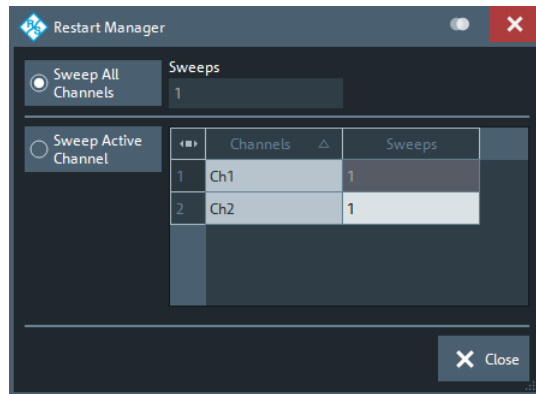 R&S Restart Manager
Sweep All
Channels
Sweeps
1
Sweep Active
Channel
Channels Sweeps
1 Ch1 1
2 Ch2 1
Close